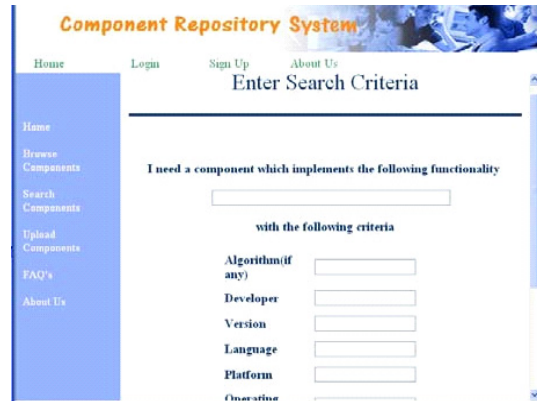 Component Repository System
Home Login Sign Up About Us
Enter Search Criteria
Home
Browse
Components
Search
Components
Upload
Components
FAQ's
About Us
I need a component which implements the following functionality
with the following criteria
Algorithm(if
any)
Developer
Version
Language
Platform
Operating